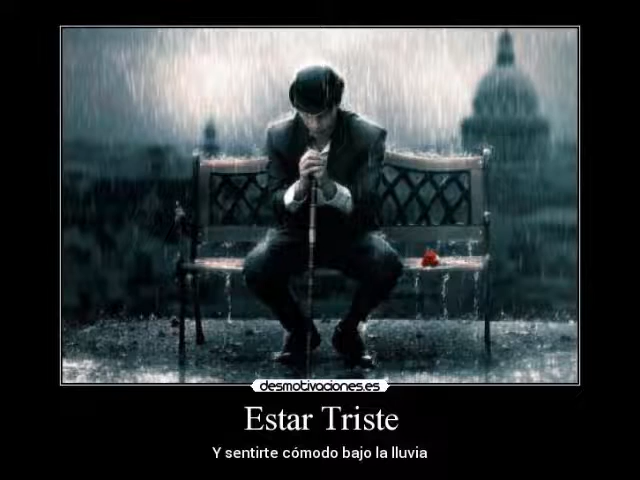 desmotivaciones.es
Estar Triste
Y sentirte cómodo bajo la lluvia